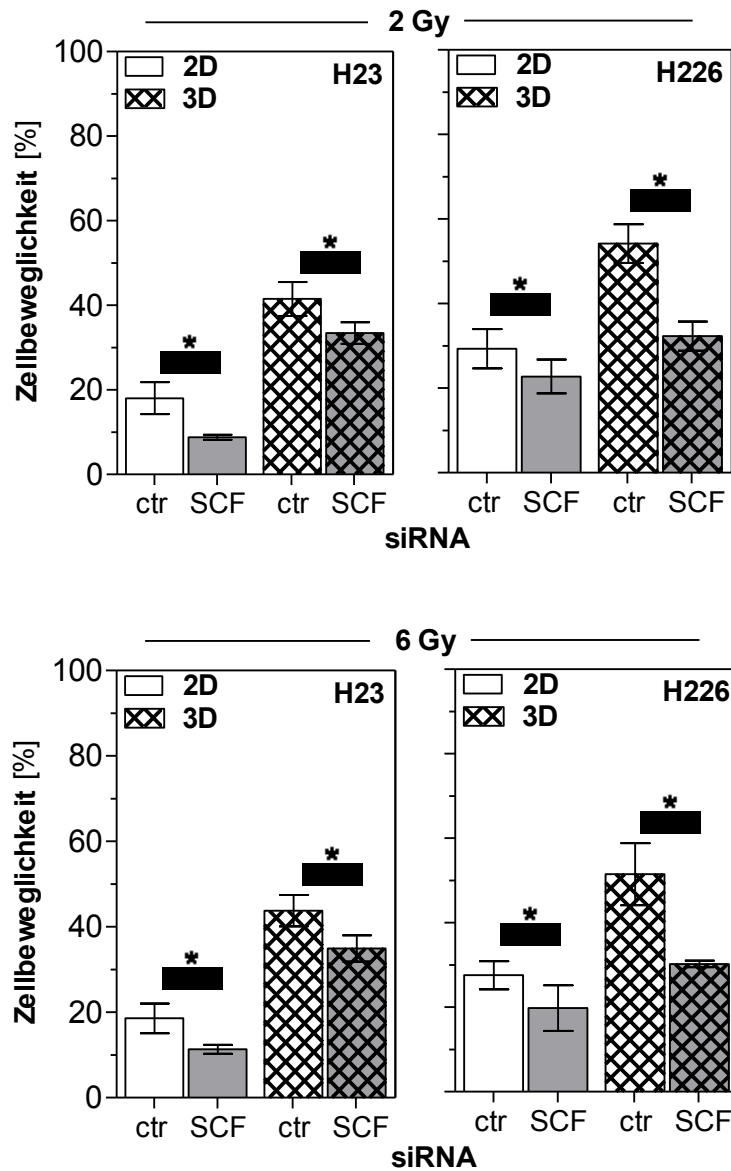 2 Gy
Zellbeweglichkeit [%]
100
80
60
40
20
0
2D
3D
H23
*
*
ctr SCF ctr SCF
2D
3D
H226
*
*
ctr SCF ctr SCF
siRNA
6 Gy
Zellbeweglichkeit [%]
100
80
60
40
20
0
2D
3D
H23
*
*
ctr SCF ctr SCF
2D
3D
H226
*
*
ctr SCF ctr SCF
siRNA